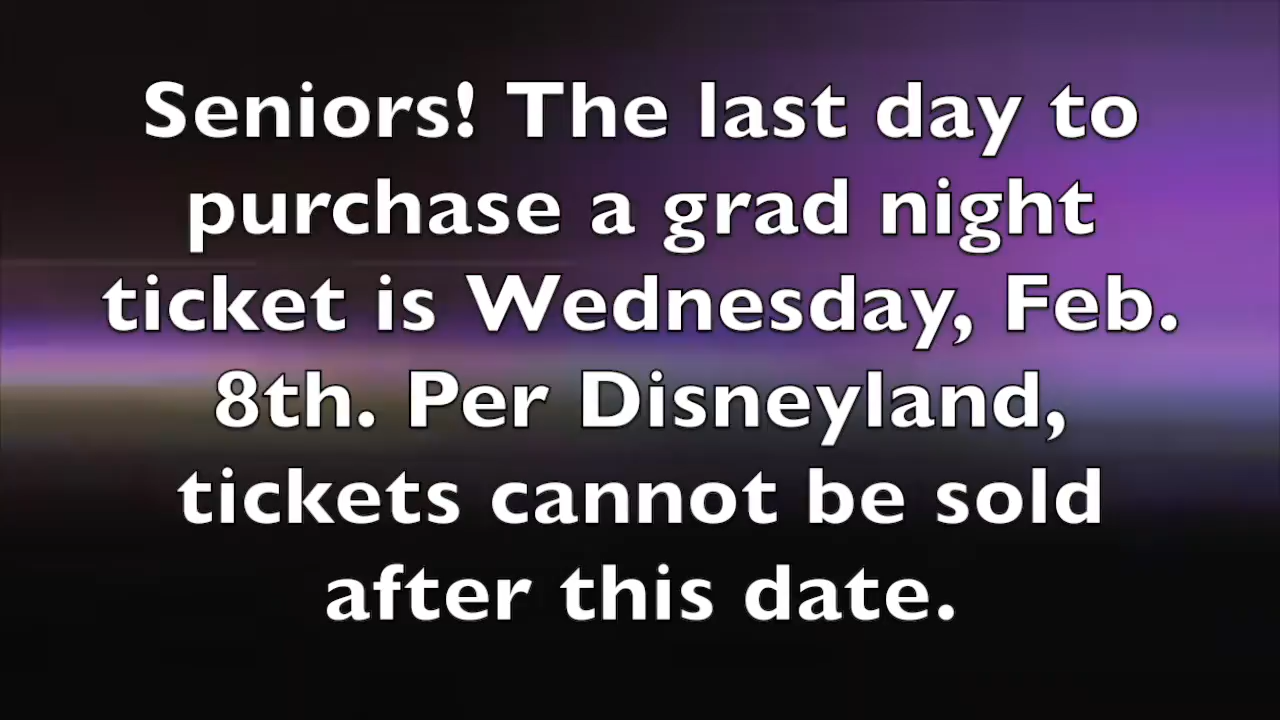 Seniors! The last day to
purchase a grad night
ticket is Wednesday, Feb.
8th. Per Disneyland,
tickets cannot be sold
after this date.